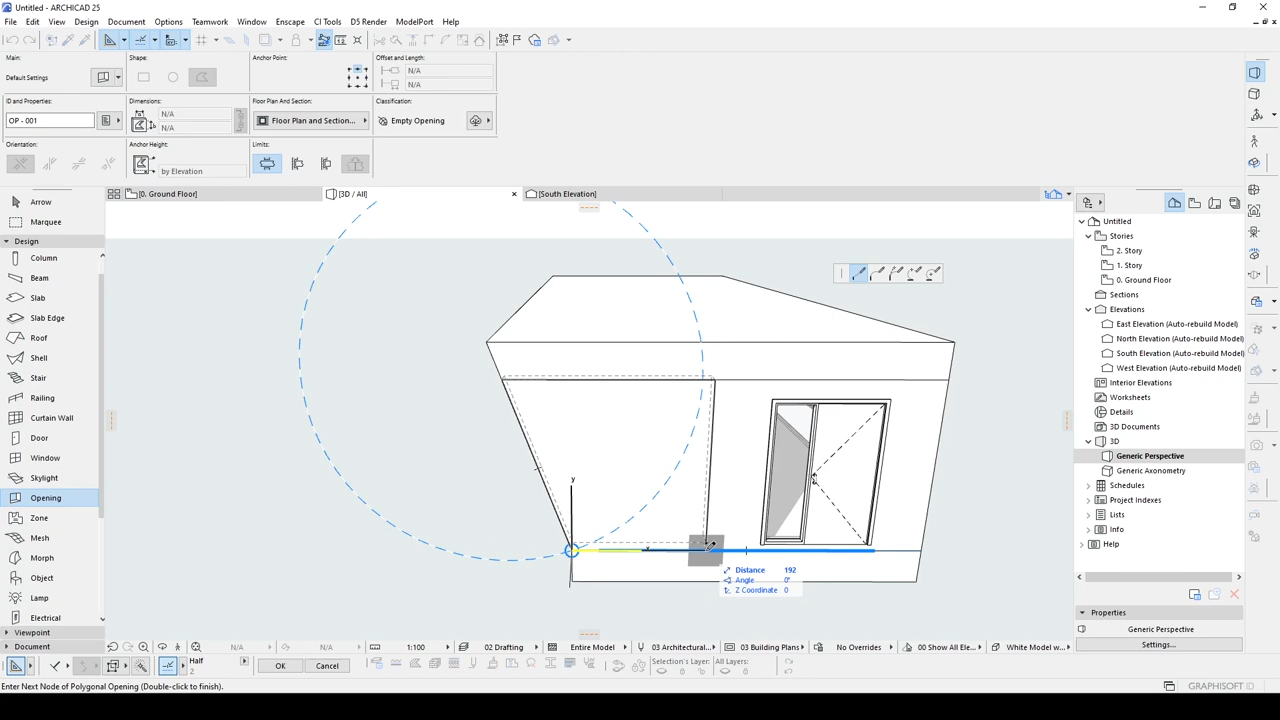 Untitled - ARCHICAD 25
File Edit View Design Options Document Teamwork Window Enscape CI Tools D5 Render ModelPort Help
Main:
Shape:
Anchor Point:
Offset and Length:
Default Settings
N/A
N/A
ID and Properties:
Dimensions:
Floor Plan And Section:
Classification:
OP - 001
N/A
N/A
Floor Plan and Section...
Empty Opening
Orientation:
Anchor Height:
Limits:
by Elevation
[0. Ground Floor]
[3D / All]
[South Elevation]
Arrow
Marquee
Design
Column
Beam
Slab
Slab Edge
Roof
Shell
Stair
Railing
Curtain Wall
Door
Window
Skylight
Opening
Zone
Mesh
Morph
Object
Lamp
Electrical
Viewpoint
Document
y
x
Distance 192
Angle 0°
Z Coordinate 0
Untitled
Stories
2. Story
1. Story
0. Ground Floor
Sections
Elevations
East Elevation (Auto-rebuild Model)
North Elevation (Auto-rebuild Model)
South Elevation (Auto-rebuild Model)
West Elevation (Auto-rebuild Model)
Interior Elevations
Worksheets
Details
3D Documents
3D
Generic Perspective
Generic Axonometry
Schedules
Project Indexes
Lists
Info
Help
Properties
Generic Perspective
Settings...
N/A
N/A
1:100
02 Drafting
Entire Model
03 Architectural...
03 Building Plans
No Overrides
00 Show All Ele...
White Model w...
Half
2
OK
Cancel
Selection's Layer:
All Layers:
Enter Next Node of Polygonal Opening (Double-click to finish).
GRAPHISOFT